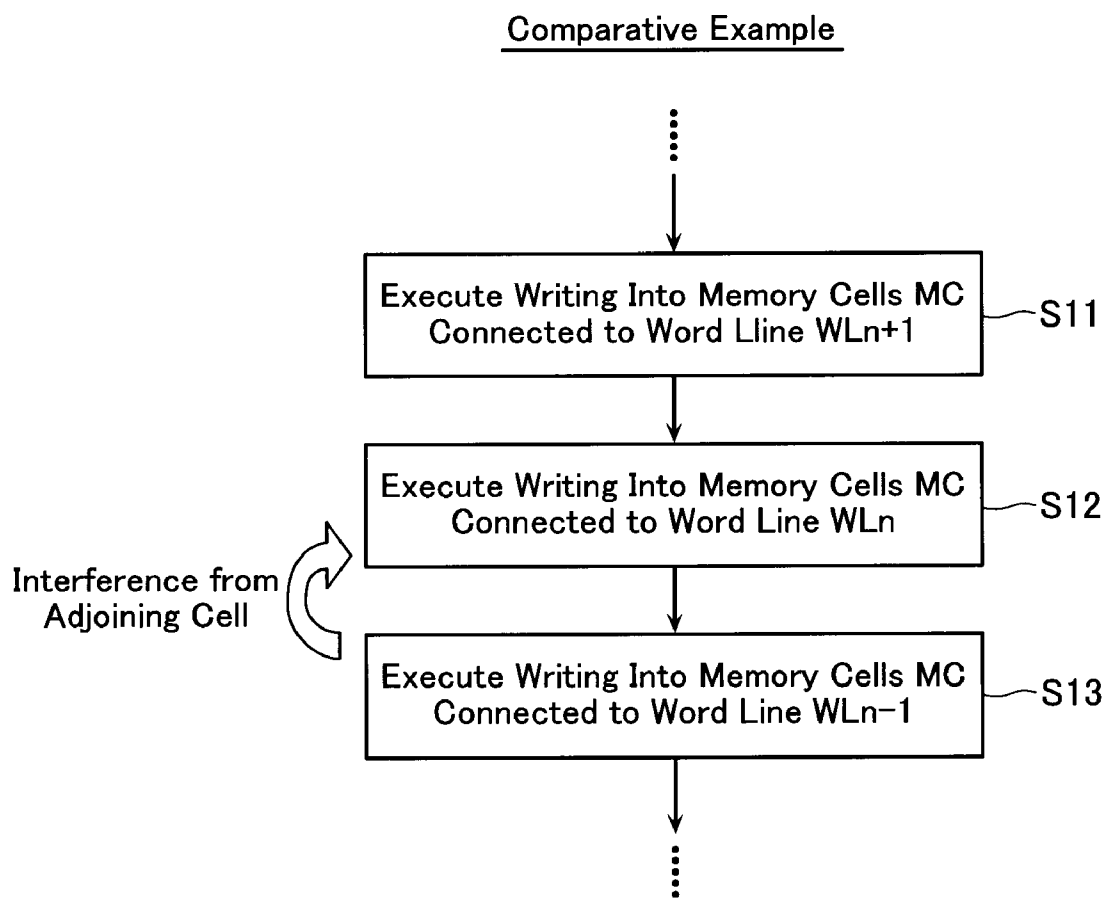 Comparative Example
Execute Writing Into Memory Cells MC
Connected to Word Lline WLn+1
S11
Execute Writing Into Memory Cells MC
Connected to Word Line WLn
S12
Interference from
Adjoining Cell
Execute Writing Into Memory Cells MC
Connected to Word Line WLn−1
S13